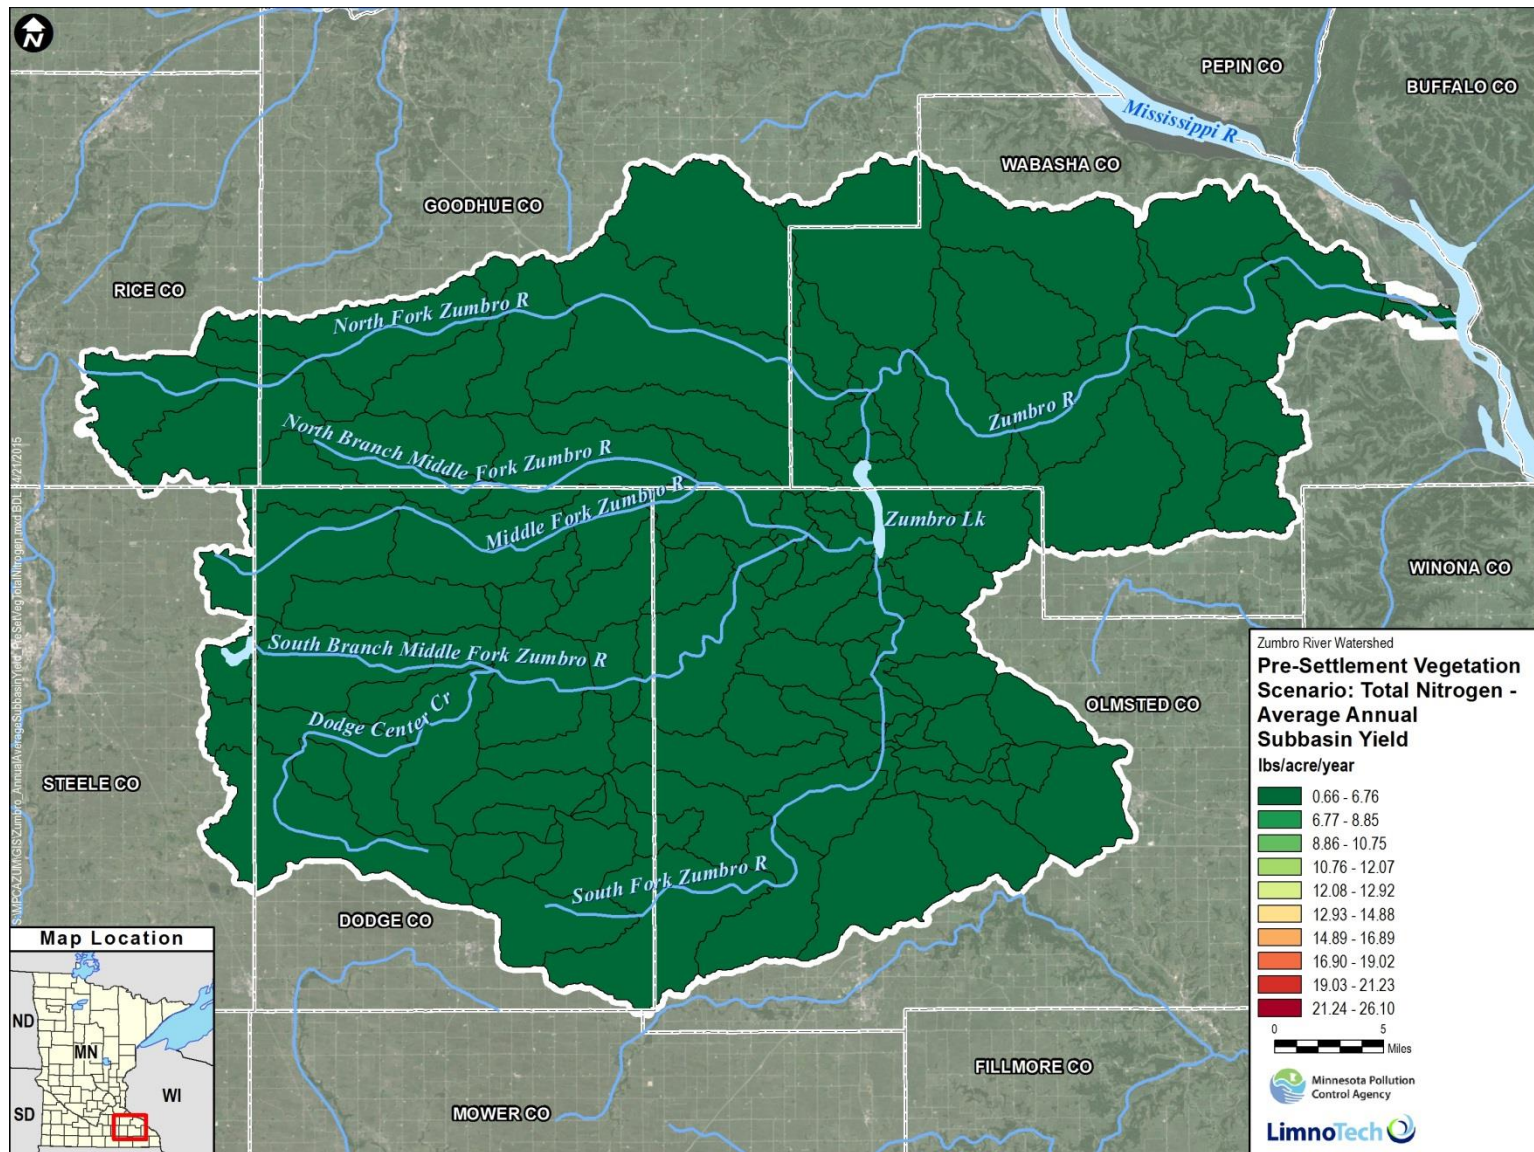 N
PEPIN CO
BUFFALO CO
Mississippi R
WABASHA CO
GOODHUE CO
RICE CO
North Fork Zumbro R
Zumbro R
North Branch Middle Fork Zumbro R
Middle Fork Zumbro R
Zumbro Lk
WINONA CO
South Branch Middle Fork Zumbro R
Dodge Center Cr
OLMSTED CO
STEELE CO
South Fork Zumbro R
DODGE CO
FILLMORE CO
MOWER CO
Zumbro River Watershed
Pre-Settlement Vegetation
Scenario: Total Nitrogen -
Average Annual
Subbasin Yield
lbs/acre/year
0.66 - 6.76
6.77 - 8.85
8.86 - 10.75
10.76 - 12.07
12.08 - 12.92
12.93 - 14.88
14.89 - 16.89
16.90 - 19.02
19.03 - 21.23
21.24 - 26.10
0 5
Miles
Minnesota Pollution
Control Agency
LimnoTech
Map Location
ND
MN
WI
SD